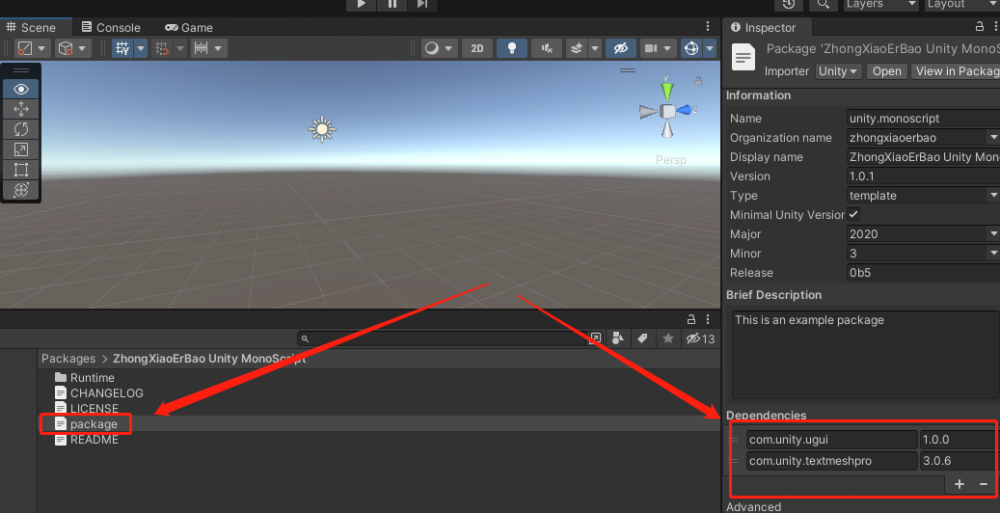 Layers
Layout
Scene
Console
Game
2D
y
z
Persp
13
Packages > ZhongXiaoErBao Unity MonoScript
Runtime
CHANGELOG
LICENSE
package
README
Inspector
Package 'ZhongXiaoErBao Unity MonoS
Importer Unity Open View in Packag
Information
Name unity.monoscript
Organization name zhongxiaoerbao
Display name ZhongXiaoErBao Unity Mono
Version 1.0.1
Type template
Minimal Unity Version
Major 2020
Minor 3
Release 0b5
Brief Description
This is an example package
Dependencies
com.unity.ugui 1.0.0
com.unity.textmeshpro 3.0.6
Advanced